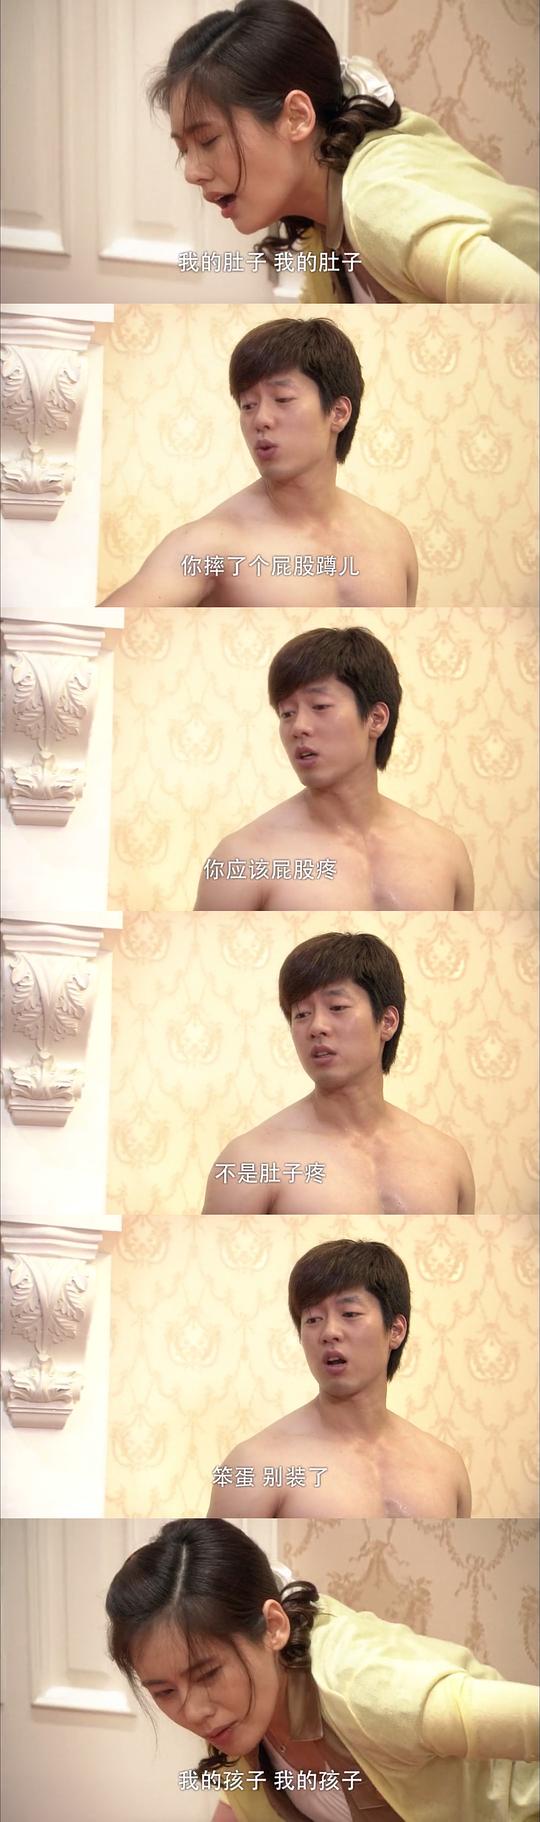 我的肚子 我的肚子
你摔了个屁股蹲儿
你应该屁股疼
不是肚子疼
笨蛋 别装了
我的孩子 我的孩子